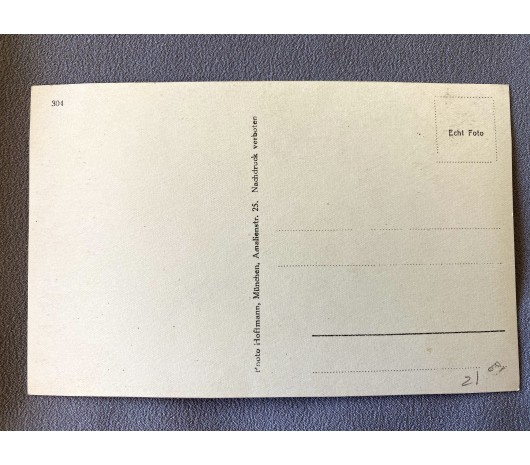 304
Echt Foto
Photo Hoffmann, München, Amalienstr. 25. Nachdruck verboten
21